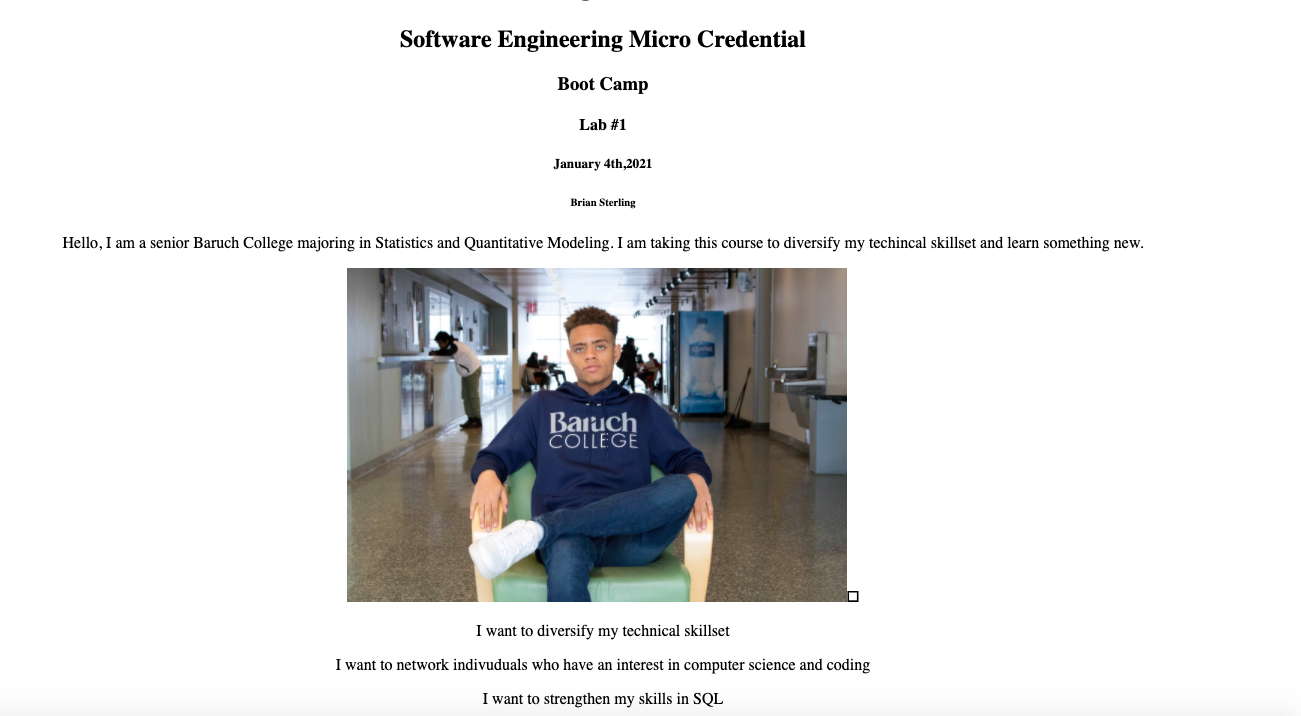 Software Engineering Micro Credential
Boot Camp
Lab #1
January 4th,2021
Brian Sterling
Hello, I am a senior Baruch College majoring in Statistics and Quantitative Modeling. I am taking this course to diversify my techincal skillset and learn something new.
Baruch
COLLEGE
I want to diversify my technical skillset
I want to network indivuduals who have an interest in computer science and coding
I want to strengthen my skills in SQL